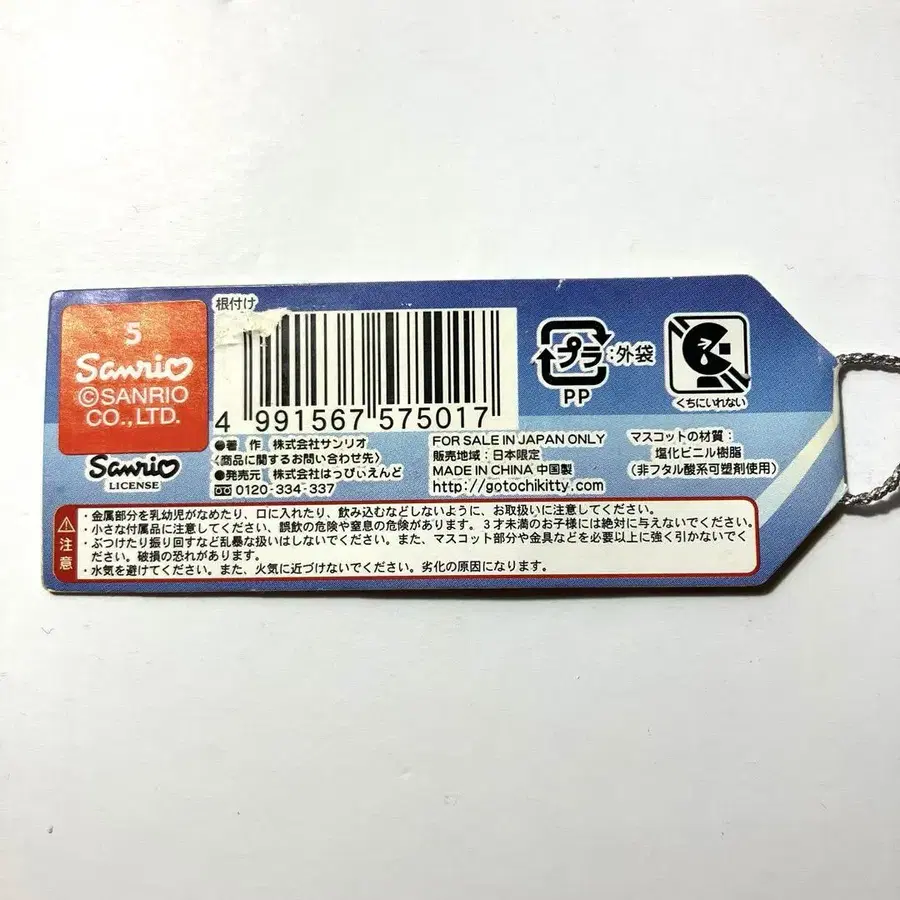 5
Sanrio
©SANRIO
CO.,LTD.
Sanrio
LICENSE
根付け
4 991567 575017
●著 作 株式会社サンリオ
〈商品に関するお問い合わせ先〉
●発売元 株式会社はっぴぃえんど
0120-334-337
プラ:外袋
PP
くちにいれない
FOR SALE IN JAPAN ONLY
販売地域:日本限定
MADE IN CHINA 中国製
http://gotochikitty.com
マスコットの材質:
塩化ビニル樹脂
(非フタル酸系可塑剤使用)
注意
・金属部分を乳幼児がなめたり、口に入れたり、飲み込むなどしないように、お取扱いに注意してください。
・小さな付属品に注意してください、誤飲の危険や窒息の危険があります。3才未満のお子様には絶対に与えないでください。
・ぶつけたり振り回すなど乱暴な扱いはしないでください。また、マスコット部分や金具などを必要以上に強く引かないでく
ださい。破損の恐れがあります。
・水気を避けてください。また、火気に近づけないでください。劣化の原因になります。